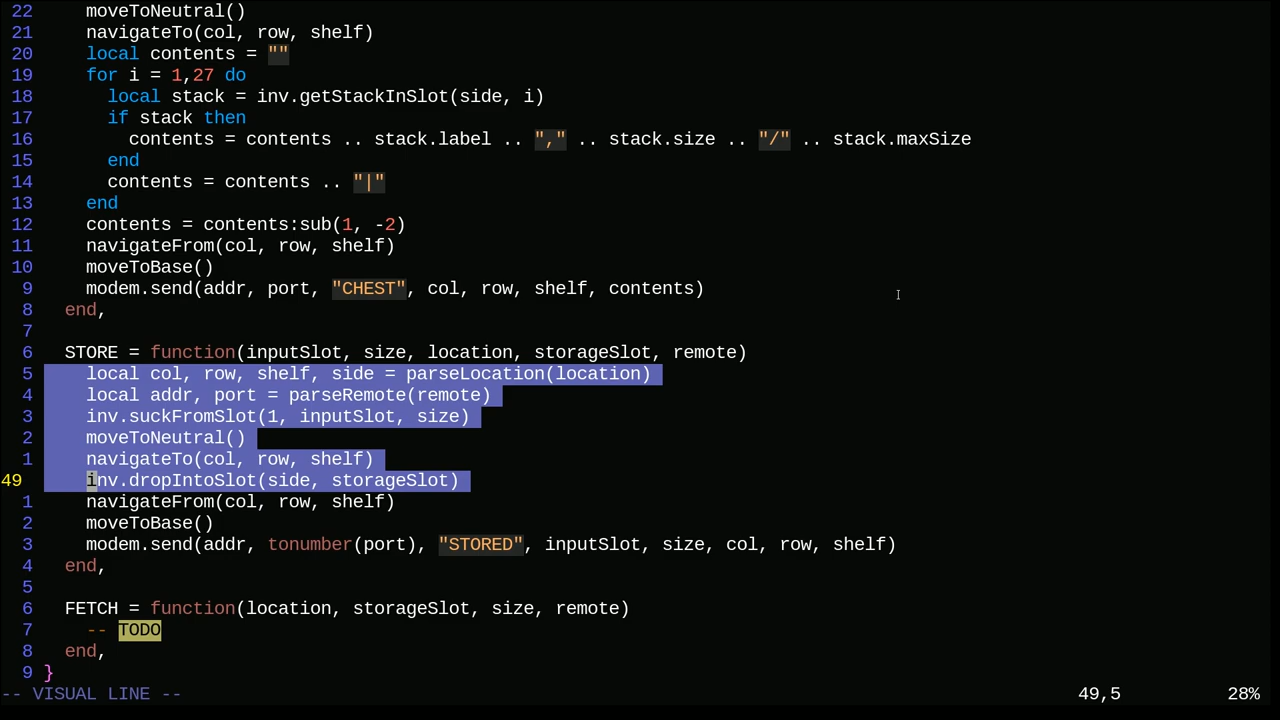 22     moveToNeutral()
21     navigateTo(col, row, shelf)
20     local contents = ""
19     for i = 1,27 do
18       local stack = inv.getStackInSlot(side, i)
17       if stack then
16         contents = contents .. stack.label .. "," .. stack.size .. "/" .. stack.maxSize
15       end
14       contents = contents .. "|"
13     end
12     contents = contents:sub(1, -2)
11     navigateFrom(col, row, shelf)
10     moveToBase()
9     modem.send(addr, port, "CHEST", col, row, shelf, contents)
8   end,
7
6   STORE = function(inputSlot, size, location, storageSlot, remote)
5     local col, row, shelf, side = parseLocation(location)
4     local addr, port = parseRemote(remote)
3     inv.suckFromSlot(1, inputSlot, size)
2     moveToNeutral()
1     navigateTo(col, row, shelf)
49     inv.dropIntoSlot(side, storageSlot)
1     navigateFrom(col, row, shelf)
2     moveToBase()
3     modem.send(addr, tonumber(port), "STORED", inputSlot, size, col, row, shelf)
4   end,
5
6   FETCH = function(location, storageSlot, size, remote)
7     -- TODO
8   end,
9 }
-- VISUAL LINE -- 49,5 28%